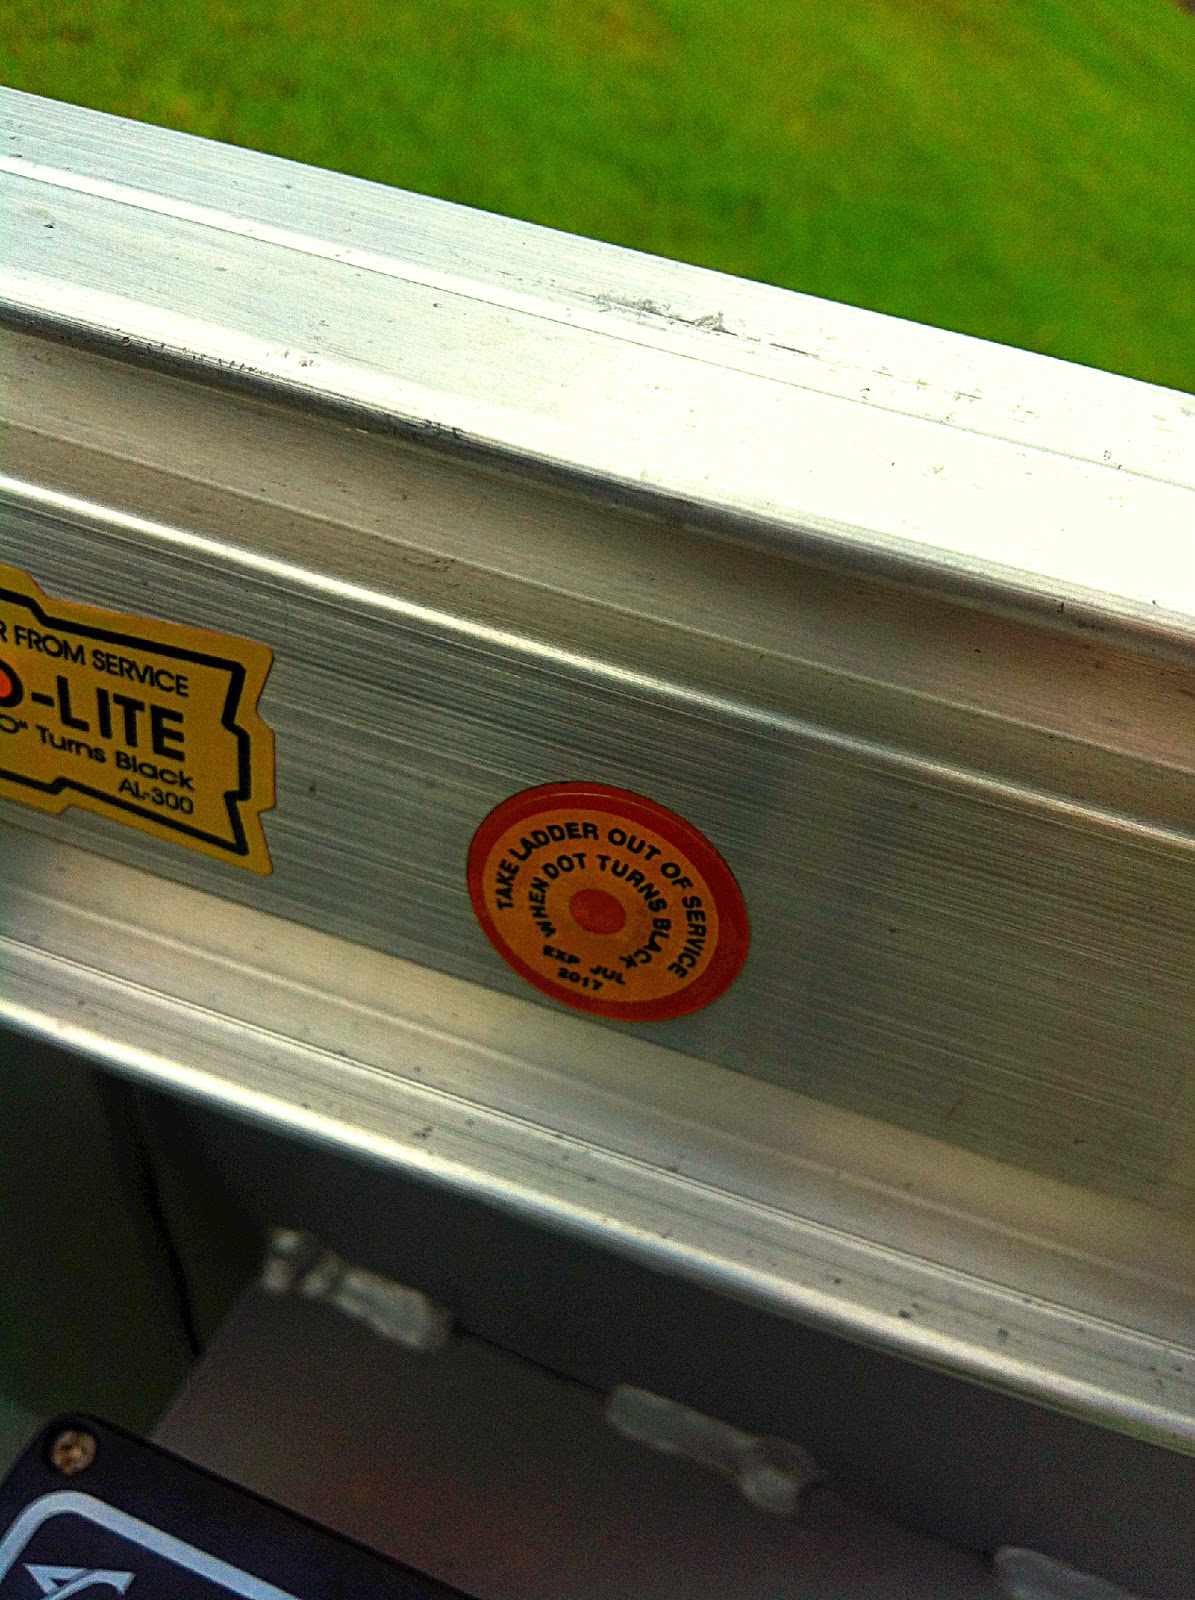 FROM SERVICE
-LITE
Turns Black
AL-300
TAKE LADDER OUT OF SERVICE
WHEN DOT TURNS BLACK
EXP JUL
2017